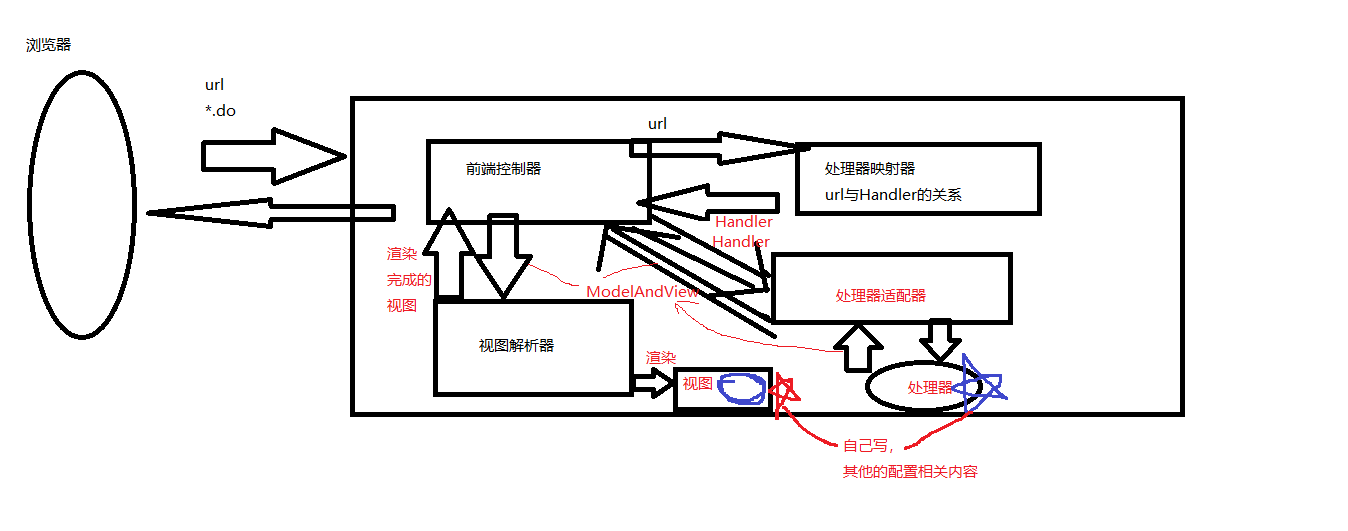 浏览器
url
*.do
url
前端控制器
处理器映射器
url与Handler的关系
Handler
Handler
渲染
完成的
视图
ModelAndView
处理器适配器
视图解析器
渲染
视图
处理器
自己写，
其他的配置相关内容